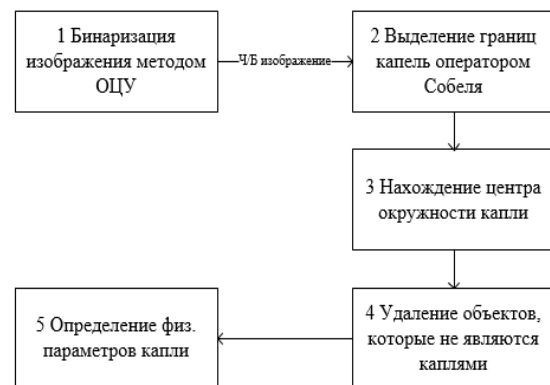 1 Бинаризация
изображения методом
ОЦУ
Ч/Б изображение
2 Выделение границ
капель оператором
Собеля
3 Нахождение центра
окружности капли
4 Удаление объектов,
которые не являются
каплями
5 Определение физ.
параметров капли